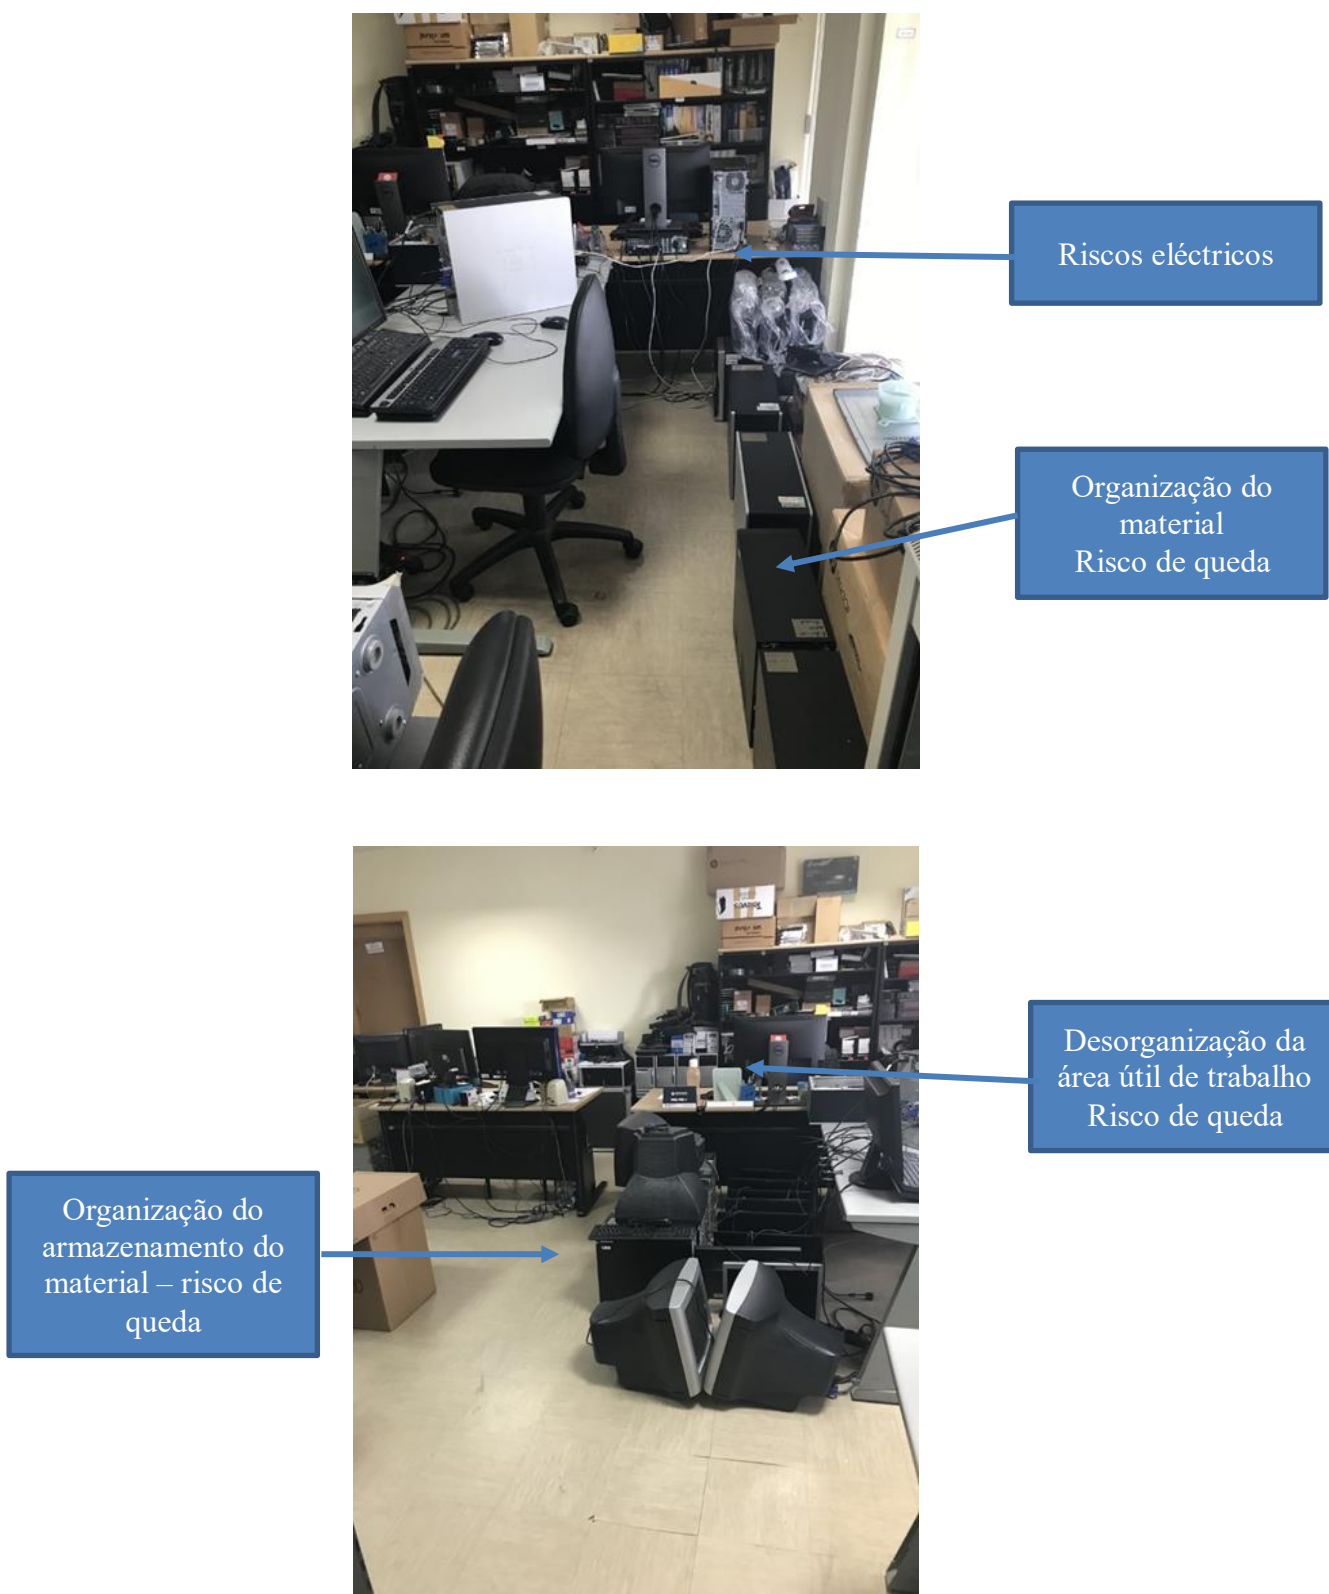 Riscos eléctricos
Organização do
material
Risco de queda
Desorganização da
área útil de trabalho
Risco de queda
Organização do
armazenamento do
material – risco de
queda